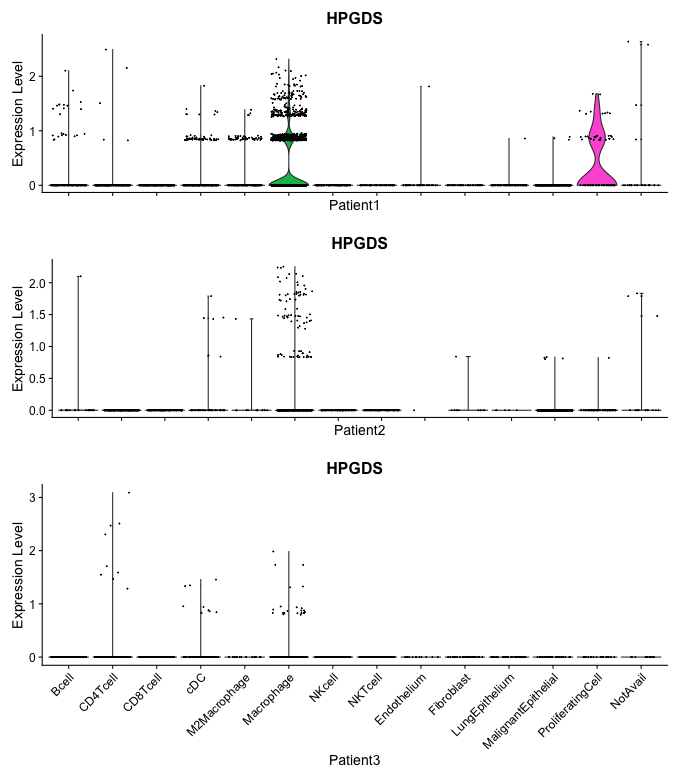 HPGDS
Expression Level
2
1
0
Patient1
HPGDS
Expression Level
2.0
1.5
1.0
0.5
0.0
Patient2
HPGDS
Expression Level
3
2
1
0
Bcell
CD4Tcell
CD8Tcell
cDC
M2Macrophage
Macrophage
NKcell
NKTcell
Endothelium
Fibroblast
LungEpithelium
MalignantEpithelial
ProliferatingCell
NotAvail
Patient3